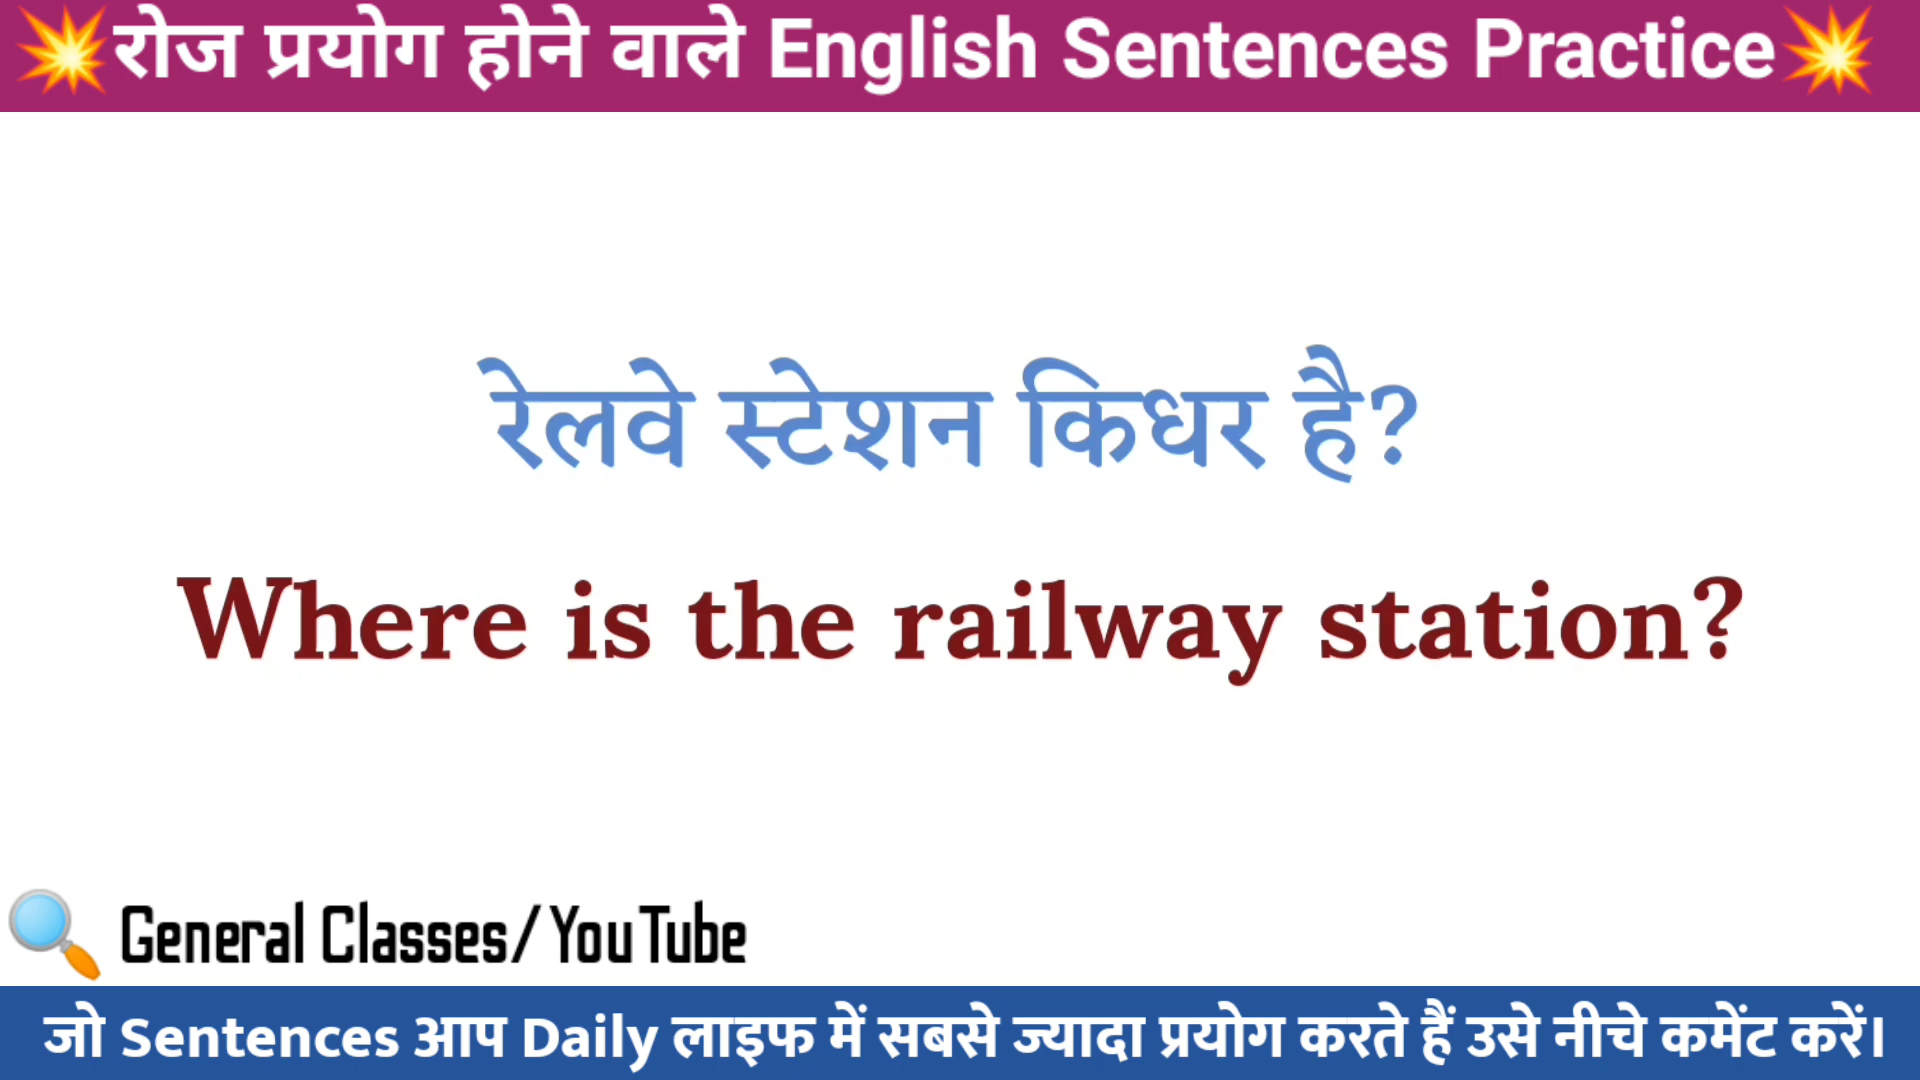 💥रोज प्रयोग होने वाले English Sentences Practice💥
रेलवे स्टेशन किधर है?
Where is the railway station?
🔍 General Classes/YouTube
जो Sentences आप Daily लाइफ में सबसे ज्यादा प्रयोग करते हैं उसे नीचे कमेंट करें।